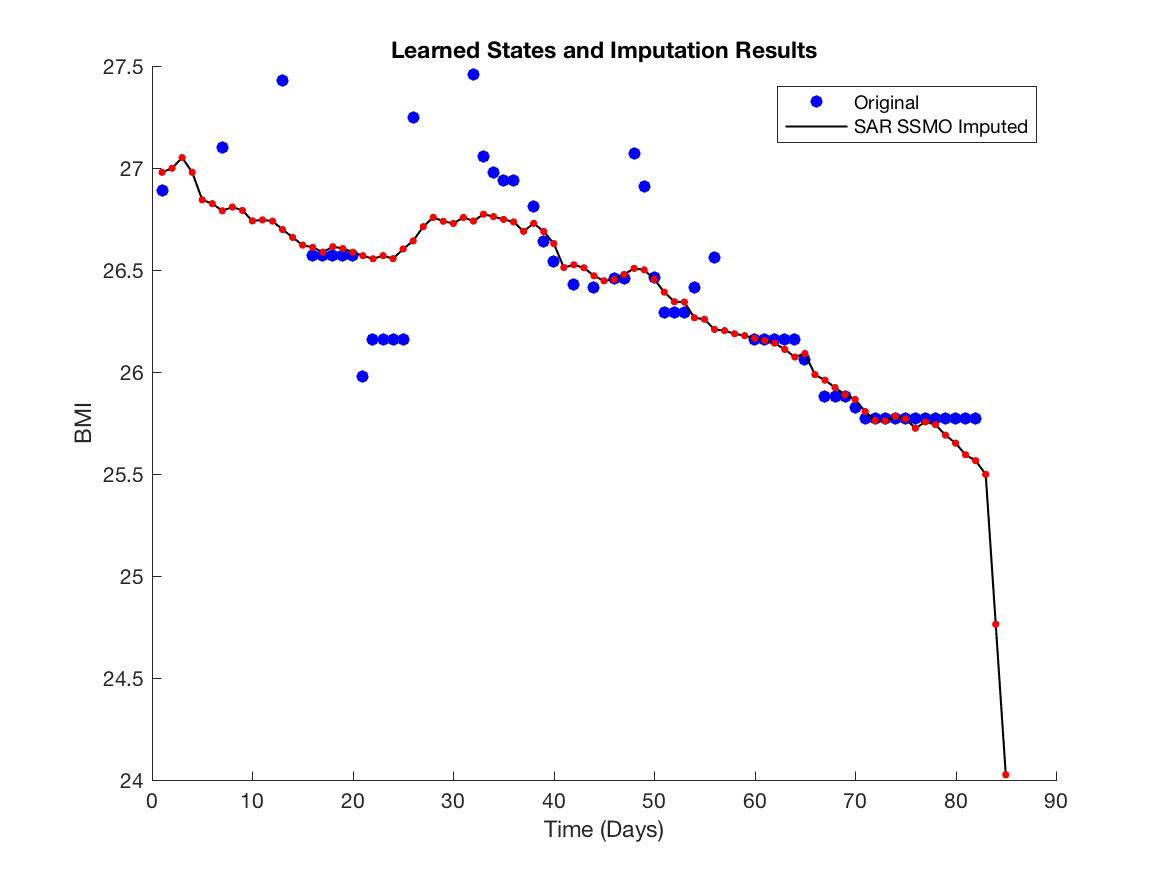 Learned States and Imputation Results
Original
SAR SSMO Imputed
27.5
27
26.5
26
25.5
25
24.5
24
BMI
0 10 20 30 40 50 60 70 80 90
Time (Days)